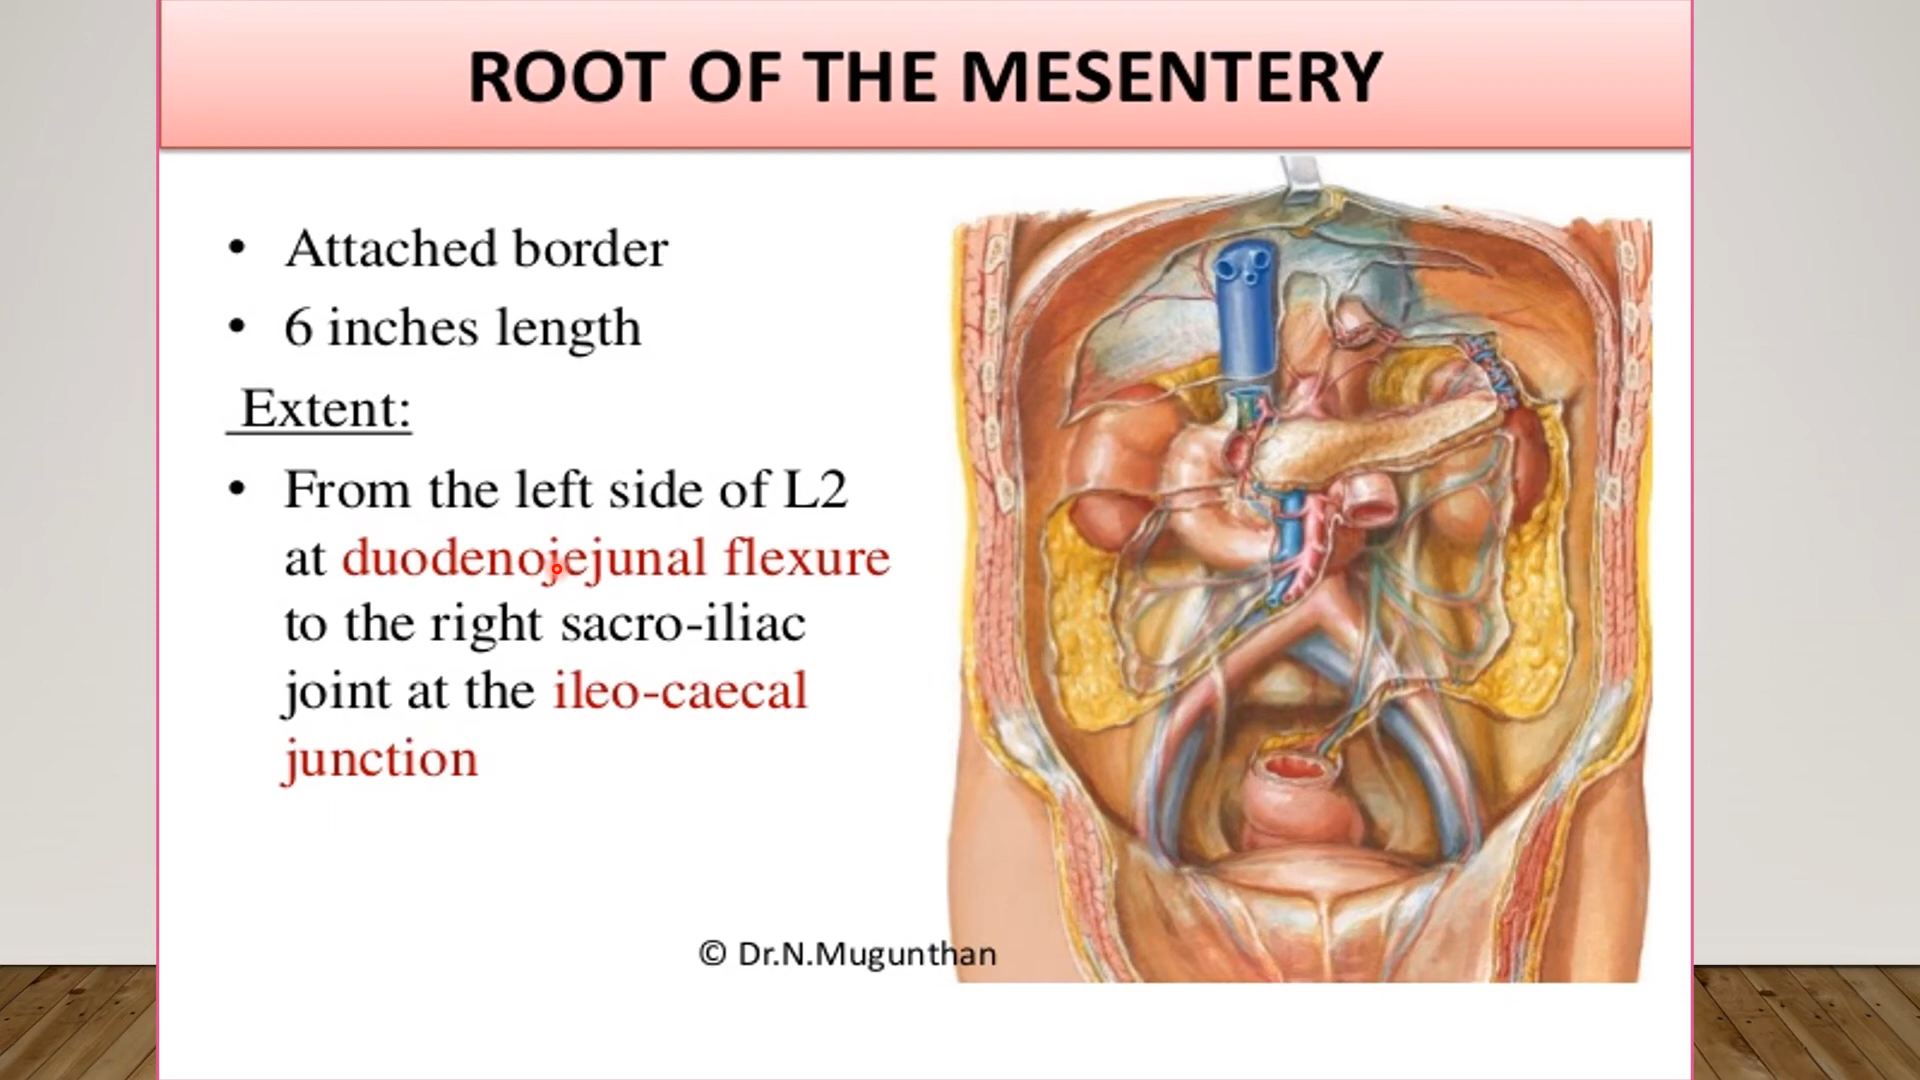 ROOT OF THE MESENTERY
• Attached border
• 6 inches length
Extent:
• From the left side of L2
at duodenojejunal flexure
to the right sacro-iliac
joint at the ileo-caecal
junction
© Dr.N.Mugunthan